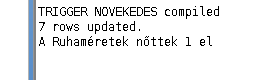 TRIGGER NOVEKEDES compiled
7 rows updated.
A Ruhaméretek nőttek 1 el